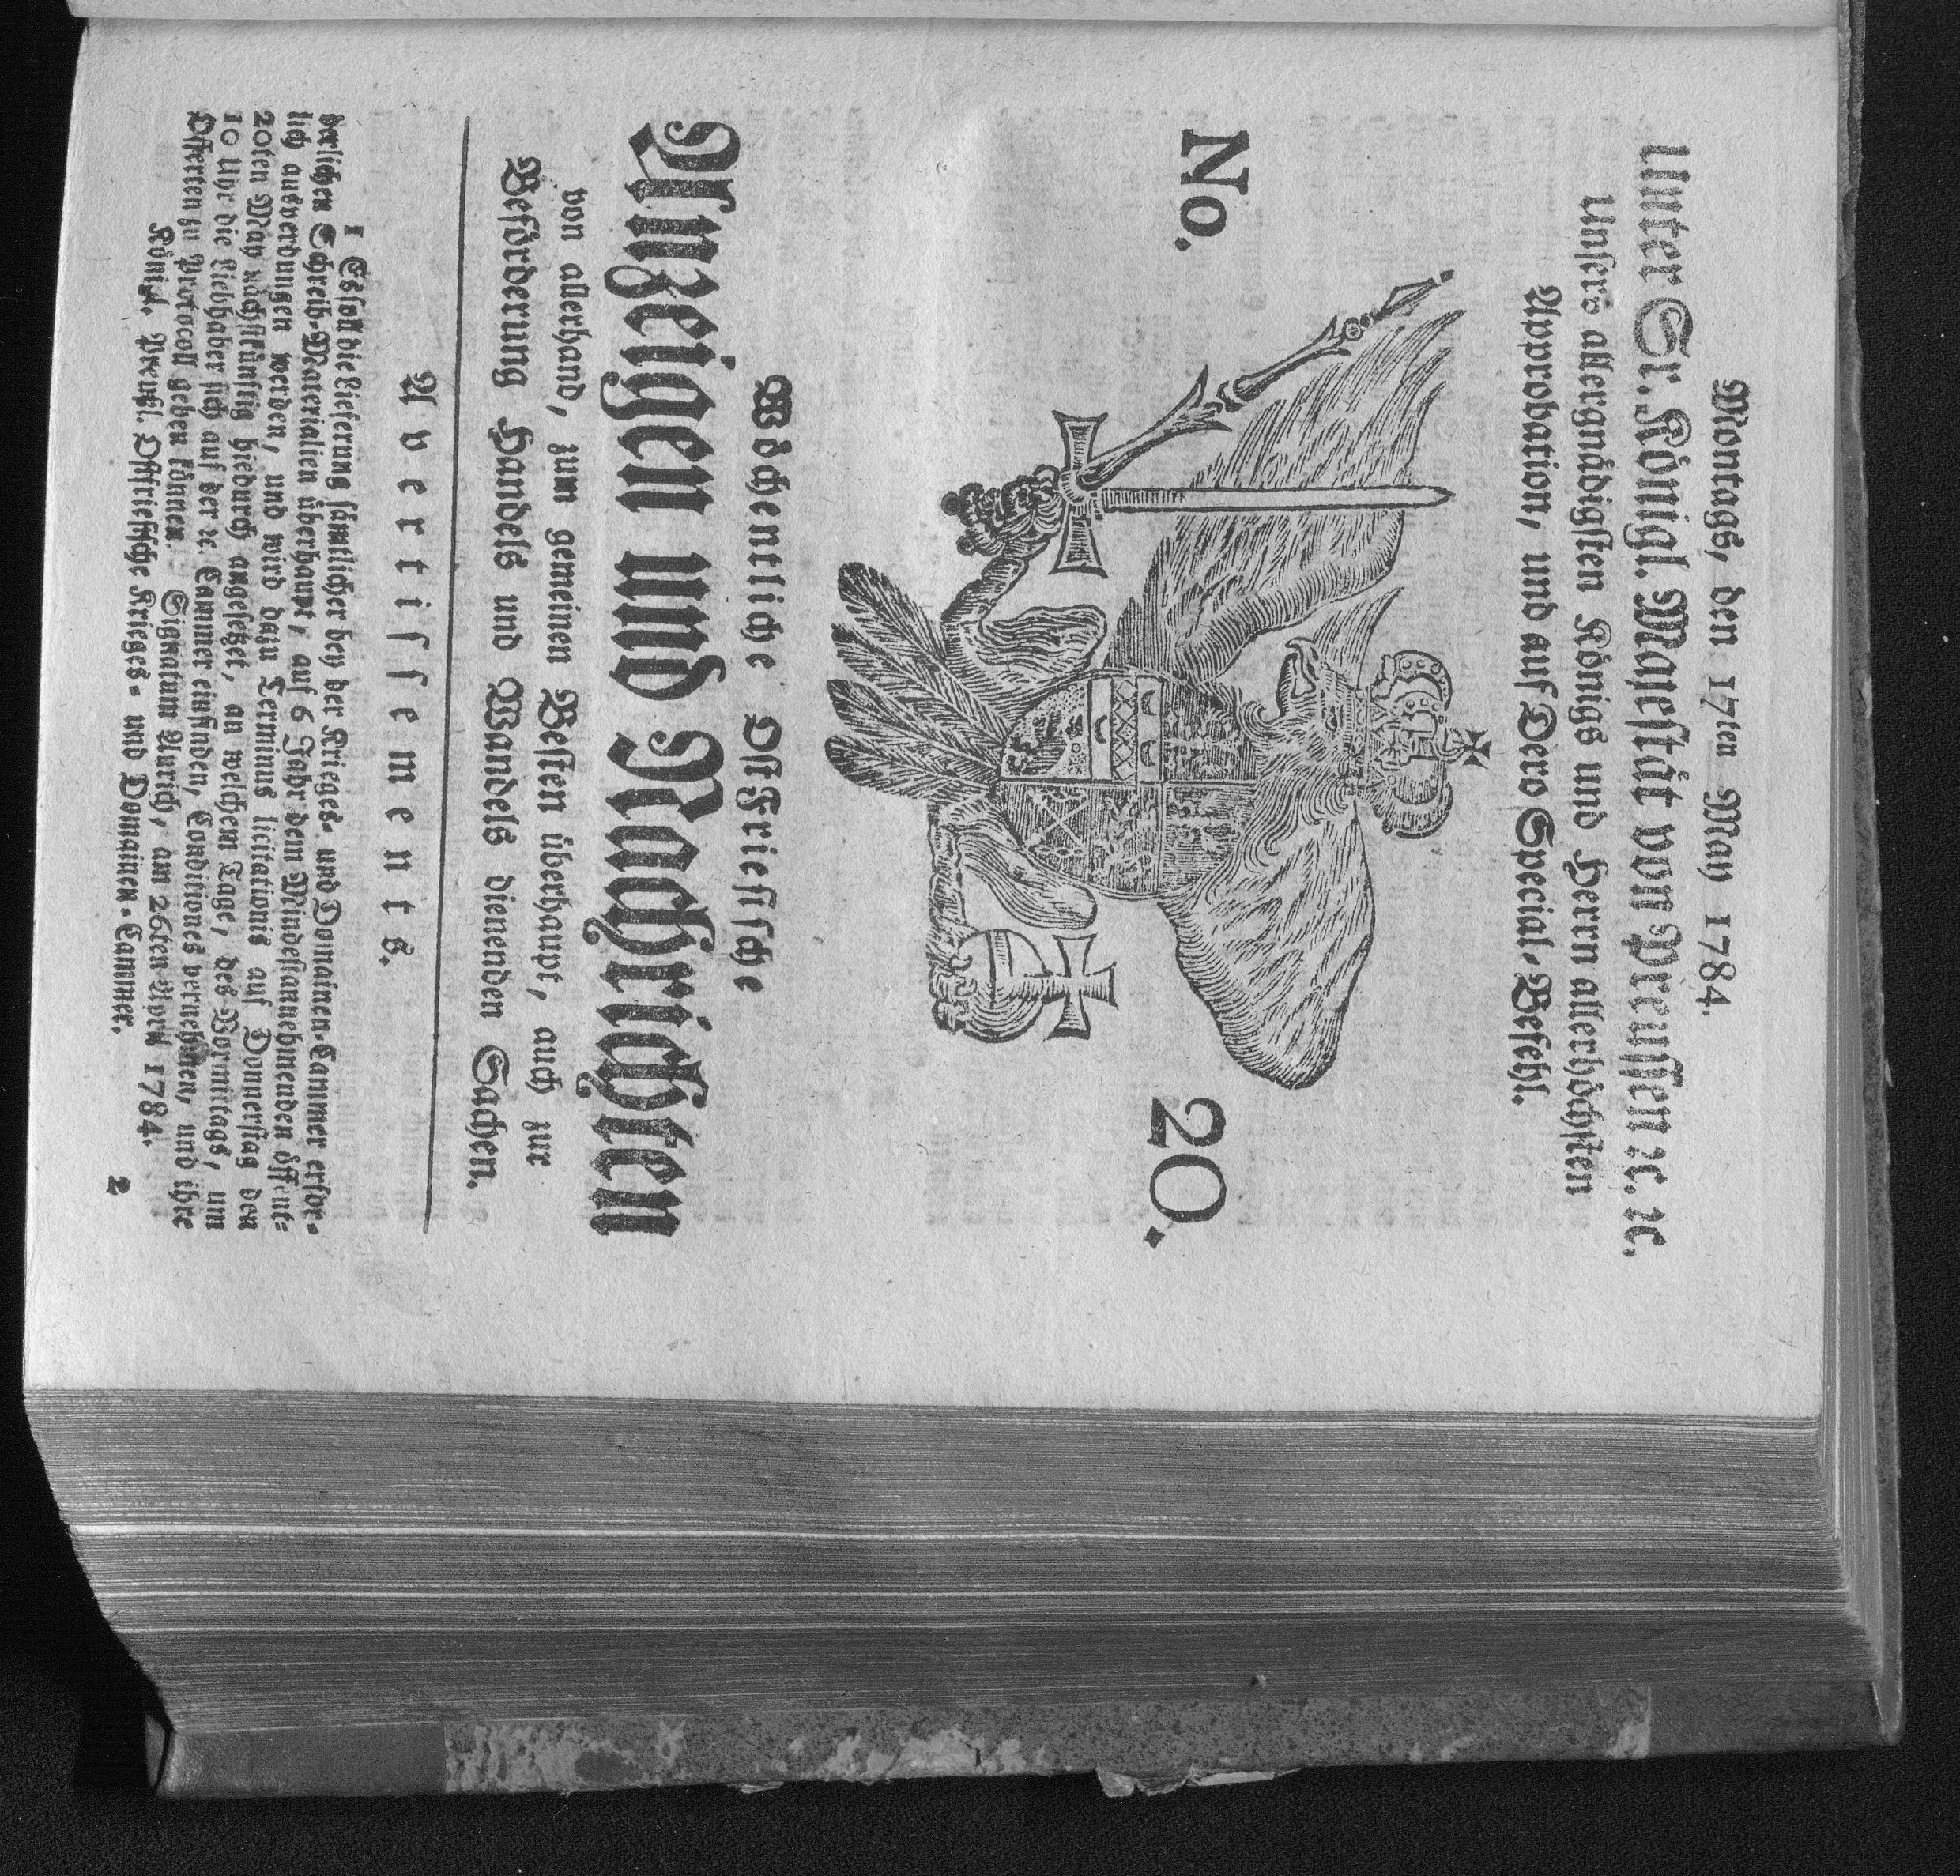 Montags, den 17ten May 1784.
Unter Sr. Königl. Majestät von Preussen ꝛc. ꝛc.
Unsers allergnädigsten Königs und Herrn allerhöchsten
Approbation, und auf Dero Special-Befehl.
No. 20.
Wöchentliche Ostfriesische
Anzeigen und Nachrichten
von allerhand, zum gemeinen Besten überhaupt, auch zur
Beförderung Handels und Wandels dienenden Sachen.
Avertissements.
1 Es soll die Lieferung sämtlicher bey der Krieges- und Domainen-Cammer erfor-
derlichen Schreib-Materialien überhaupt, auf 6 Jahr dem Mindestannehmenden öffent-
lich ausverdungen werden, und wird dazu Terminus licitationis auf Donnerstag den
20ten May nächstkünftig hiedurch angesetzet, an welchem Tage, des Vormittags, um
10 Uhr die Liebhaber sich auf der ꝛc. Cammer einfinden, Conditiones vernehmen, und ihre
Offerten zu Protocoll geben können. Signatum Aurich, am 26ten April 1784.
Königl. Preußl. Ostfriesische Krieges- und Domainen-Cammer.
2